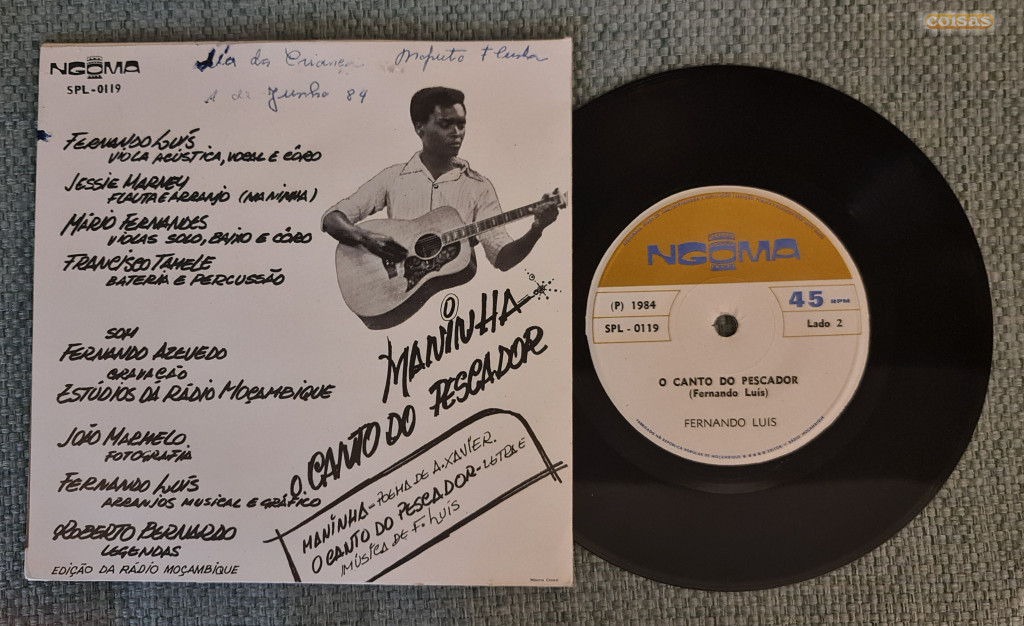 coisas
NGOMA
SPL-0119
Dia da Criança Maputo
1 de Junho 84
FERNANDO LUÍS
VIOLA ACÚSTICA, VOCAL E CÔRO
JESSIE MARNEY
FLAUTA E ARRANJO (MANINHA)
MÁRIO FERNANDES
VIOLAS SOLO, BAIXO E CÔRO
FRANCISCO TAMELE
BATERIA E PERCUSSÃO
SOM
FERNANDO AZEVEDO
GRAVAÇÃO
ESTÚDIOS DA RÁDIO MOÇAMBIQUE
JOÃO MARMELO
FOTOGRAFIA
FERNANDO LUÍS
ARRANJOS MUSICAL E GRÁFICO
ROBERTO BERNARDO
LEGENDAS
EDIÇÃO DA RÁDIO MOÇAMBIQUE
MANINHA
O CANTO DO PESCADOR
MANINHA - POEMA DE A. XAVIER.
O CANTO DO PESCADOR - LETRA E
MÚSICA DE F. LUIS
NGOMA
(P) 1984
SPL - 0119
45 RPM
Lado 2
O CANTO DO PESCADOR
(Fernando Luis)
FERNANDO LUIS